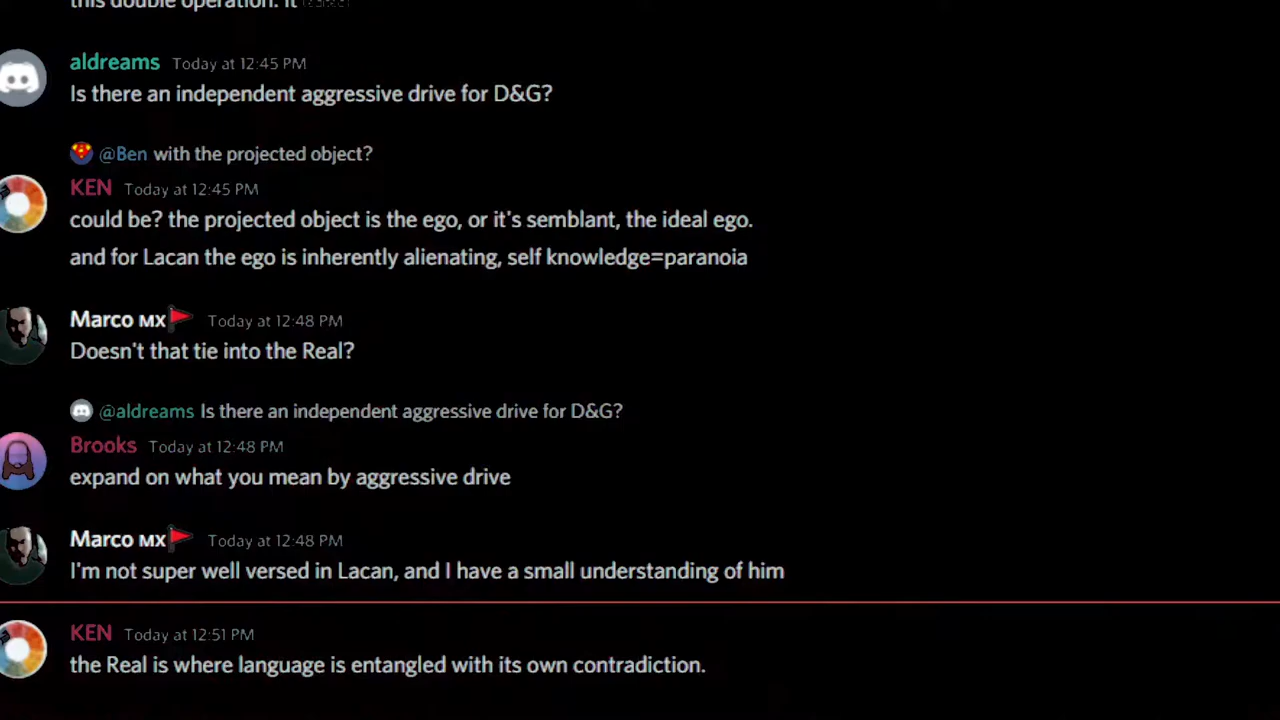 this double operation. It
aldreams Today at 12:45 PM
Is there an independent aggressive drive for D&G?
@Ben with the projected object?
KEN Today at 12:45 PM
could be? the projected object is the ego, or it's semblant, the ideal ego.
and for Lacan the ego is inherently alienating, self knowledge=paranoia
Marco MX Today at 12:48 PM
Doesn't that tie into the Real?
@aldreams Is there an independent aggressive drive for D&G?
Brooks Today at 12:48 PM
expand on what you mean by aggressive drive
Marco MX Today at 12:48 PM
I'm not super well versed in Lacan, and I have a small understanding of him
KEN Today at 12:51 PM
the Real is where language is entangled with its own contradiction.